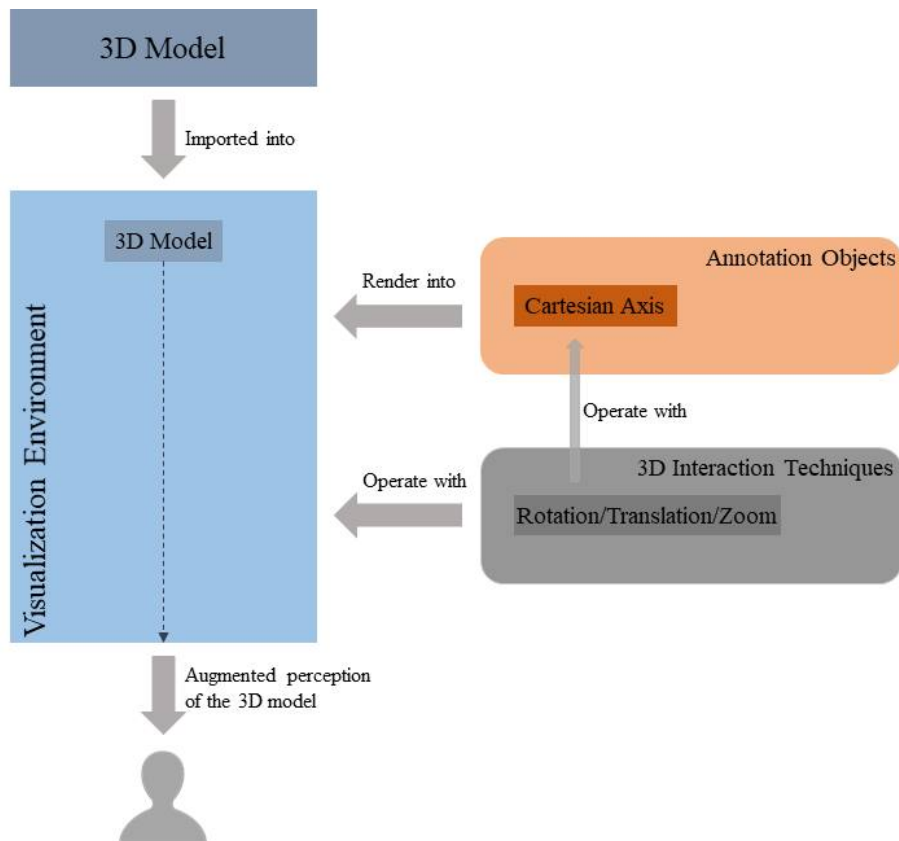 3D Model
Imported into
3D Model
Visualization Environment
Render into
Annotation Objects
Cartesian Axis
Operate with
Operate with
3D Interaction Techniques
Rotation/Translation/Zoom
Augmented perception
of the 3D model